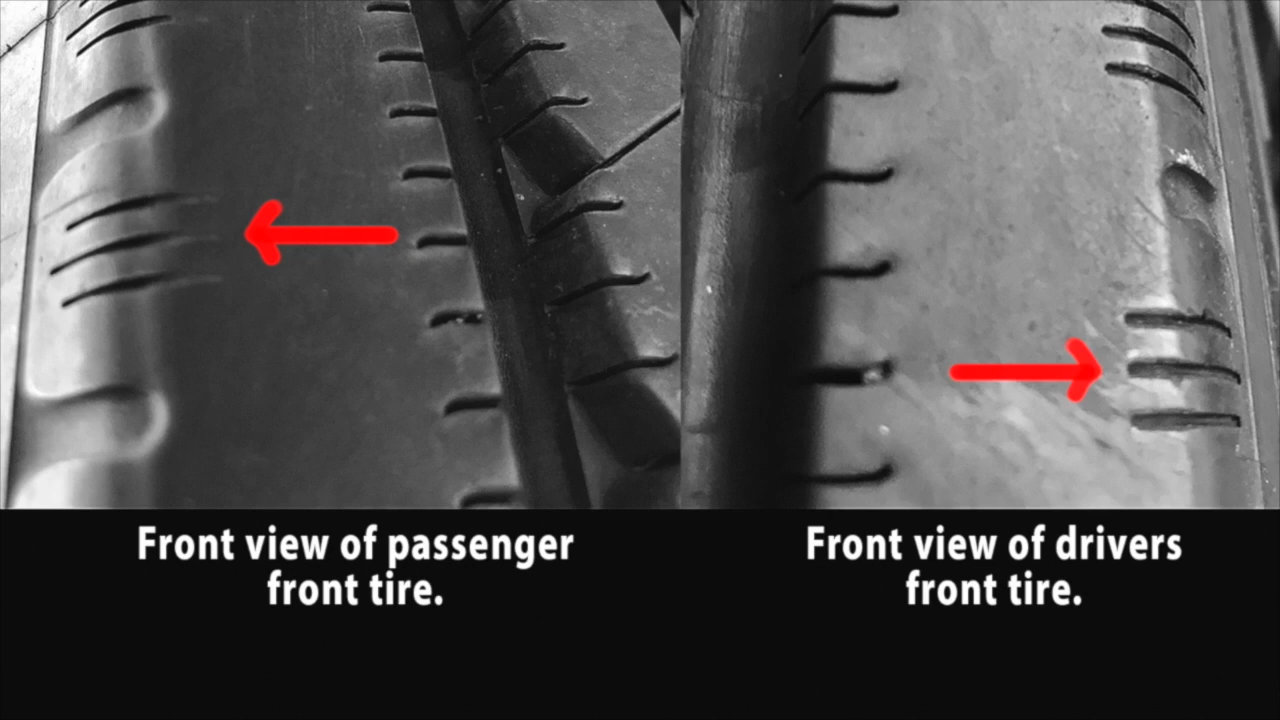 Front view of passenger
front tire.
Front view of drivers
front tire.